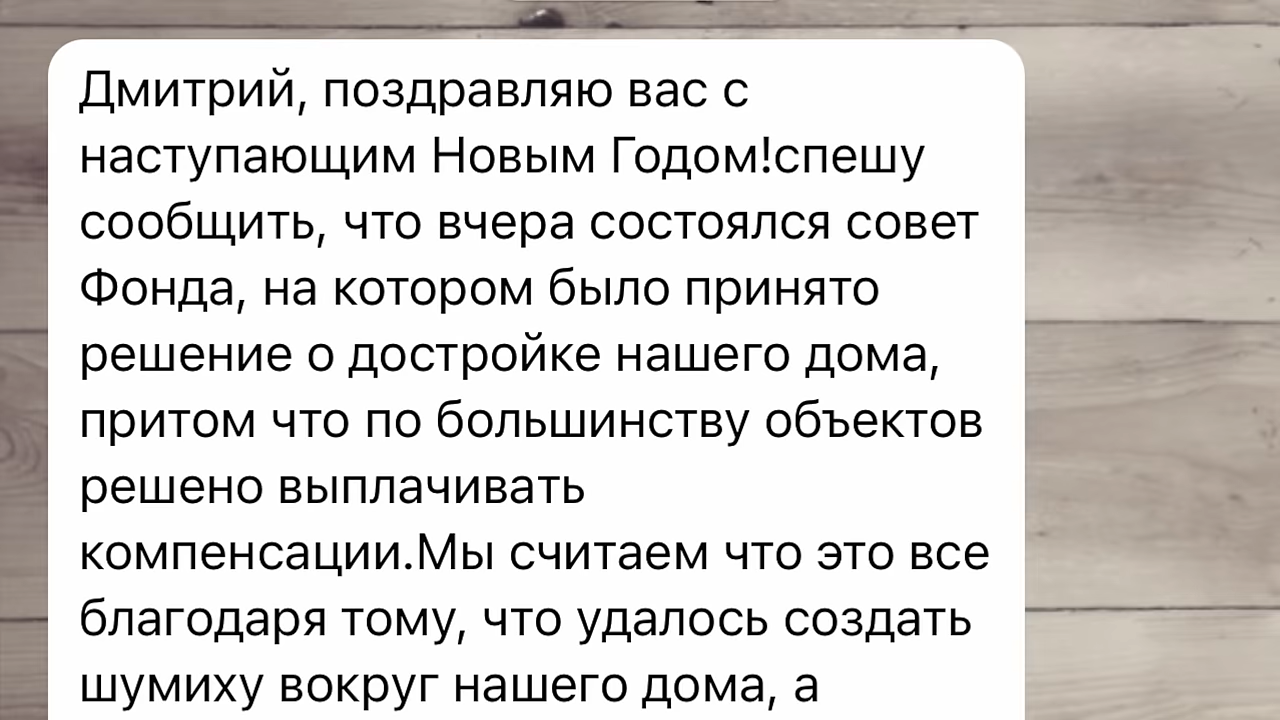 Дмитрий, поздравляю вас с
наступающим Новым Годом!спешу
сообщить, что вчера состоялся совет
Фонда, на котором было принято
решение о достройке нашего дома,
притом что по большинству объектов
решено выплачивать
компенсации.Мы считаем что это все
благодаря тому, что удалось создать
шумиху вокруг нашего дома, а